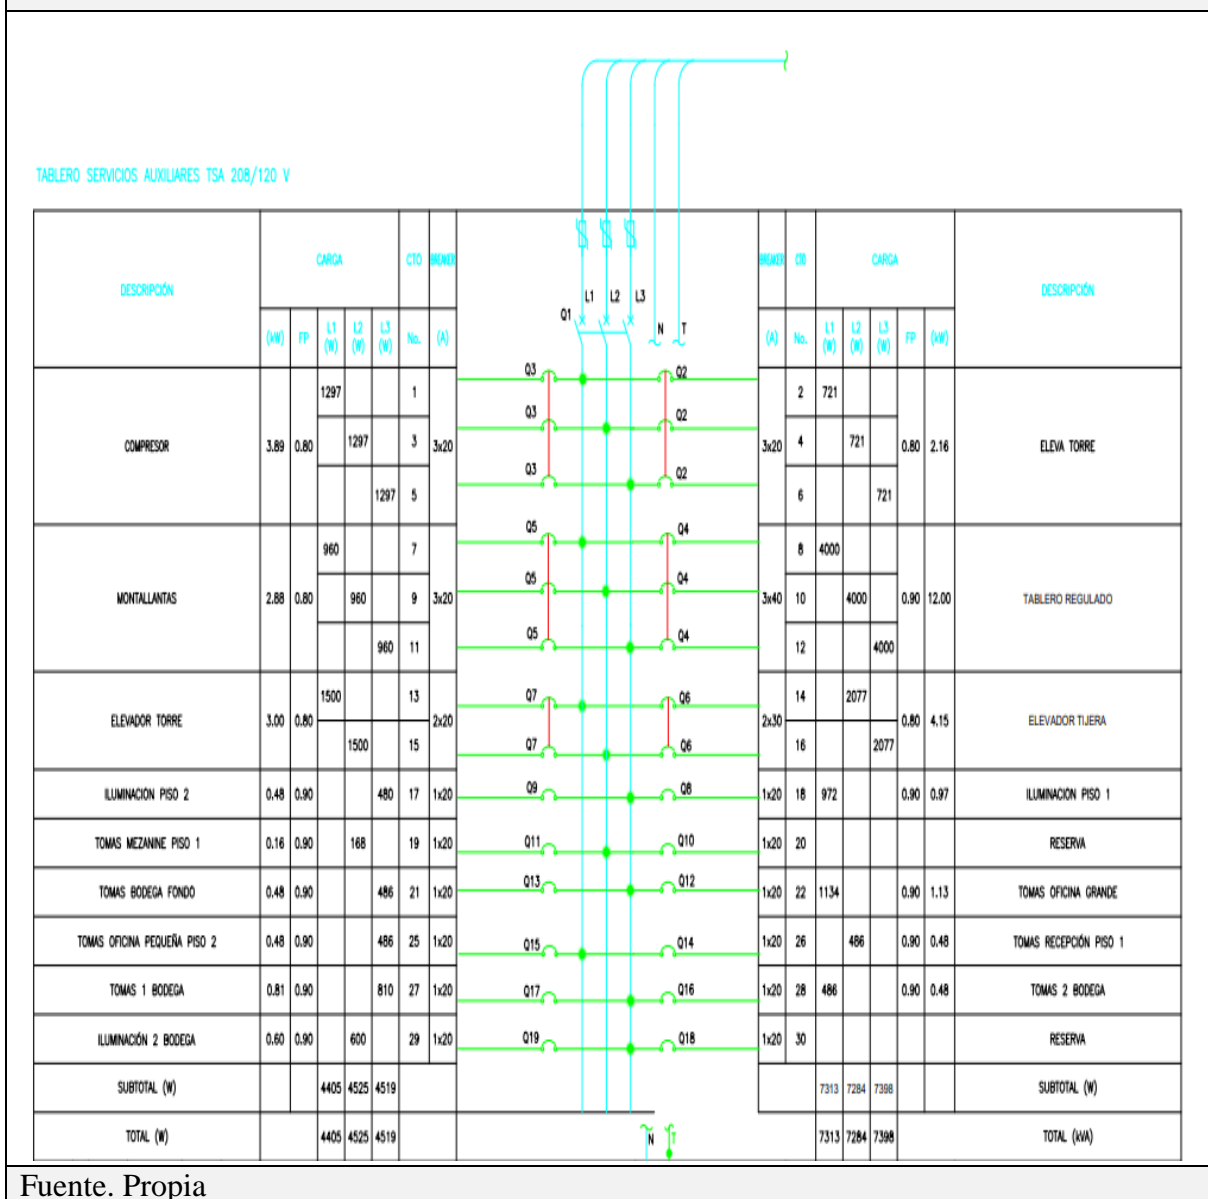 TABLERO SERVICIOS AUXILIARES TSA 208/120 V
L1 L2 L3
Q1 N T
DESCRIPCIÓN CARGA CTO BREAKER BREAKER CTO CARGA DESCRIPCIÓN
(kW) FP L1 (W) L2 (W) L3 (W) No. (A) (A) No. L1 (W) L2 (W) L3 (W) FP (kW)
1297 1 Q3 Q2 2 721
COMPRESOR 3.89 0.80 1297 3 3x20 Q3 Q2 3x20 4 721 0.80 2.16 ELEVA TORRE
1297 5 Q3 Q2 6 721
960 7 Q5 Q4 8 4000
MONTALLANTAS 2.88 0.80 960 9 3x20 Q5 Q4 3x40 10 4000 0.90 12.00 TABLERO REGULADO
960 11 Q5 Q4 12 4000
1500 13 Q7 Q6 14 2077
ELEVADOR TORRE 3.00 0.80 2x20 2x30 0.80 4.15 ELEVADOR TIJERA
1500 15 Q7 Q6 16 2077
ILUMINACION PISO 2 0.48 0.90 480 17 1x20 Q9 Q8 1x20 18 972 0.90 0.97 ILUMINACION PISO 1
TOMAS MEZANINE PISO 1 0.16 0.90 168 19 1x20 Q11 Q10 1x20 20 RESERVA
TOMAS BODEGA FONDO 0.48 0.90 486 21 1x20 Q13 Q12 1x20 22 1134 0.90 1.13 TOMAS OFICINA GRANDE
TOMAS OFICINA PEQUEÑA PISO 2 0.48 0.90 486 25 1x20 Q15 Q14 1x20 26 486 0.90 0.48 TOMAS RECEPCIÓN PISO 1
TOMAS 1 BODEGA 0.81 0.90 810 27 1x20 Q17 Q16 1x20 28 486 0.90 0.48 TOMAS 2 BODEGA
ILUMINACIÓN 2 BODEGA 0.60 0.90 600 29 1x20 Q19 Q18 1x20 30 RESERVA
SUBTOTAL (W) 4405 4525 4519 7313 7284 7398 SUBTOTAL (W)
TOTAL (W) 4405 4525 4519 N T 7313 7284 7398 TOTAL (kVA)
Fuente. Propia